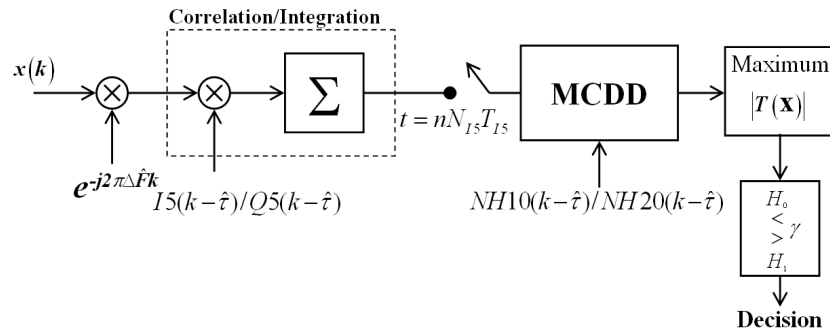 Correlation/Integration
x(k)
e^{-j2πΔF̂k}
I5(k-τ̂)/Q5(k-τ̂)
Σ
t = nN_{I5}T_{I5}
MCDD
NH10(k-τ̂)/NH20(k-τ̂)
Maximum
|T(x)|
H_0
<
> γ
H_1
Decision